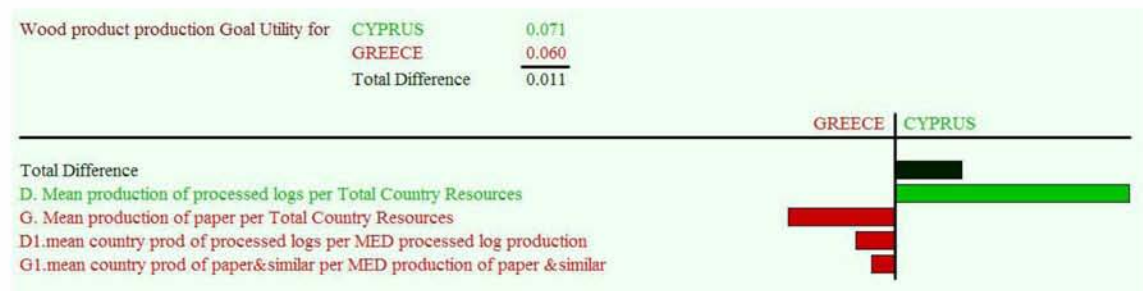 Wood product production Goal Utility for CYPRUS 0.071
GREECE 0.060
Total Difference 0.011
GREECE CYPRUS
Total Difference
D. Mean production of processed logs per Total Country Resources
G. Mean production of paper per Total Country Resources
D1.mean country prod of processed logs per MED processed log production
G1.mean country prod of paper&similar per MED production of paper &similar